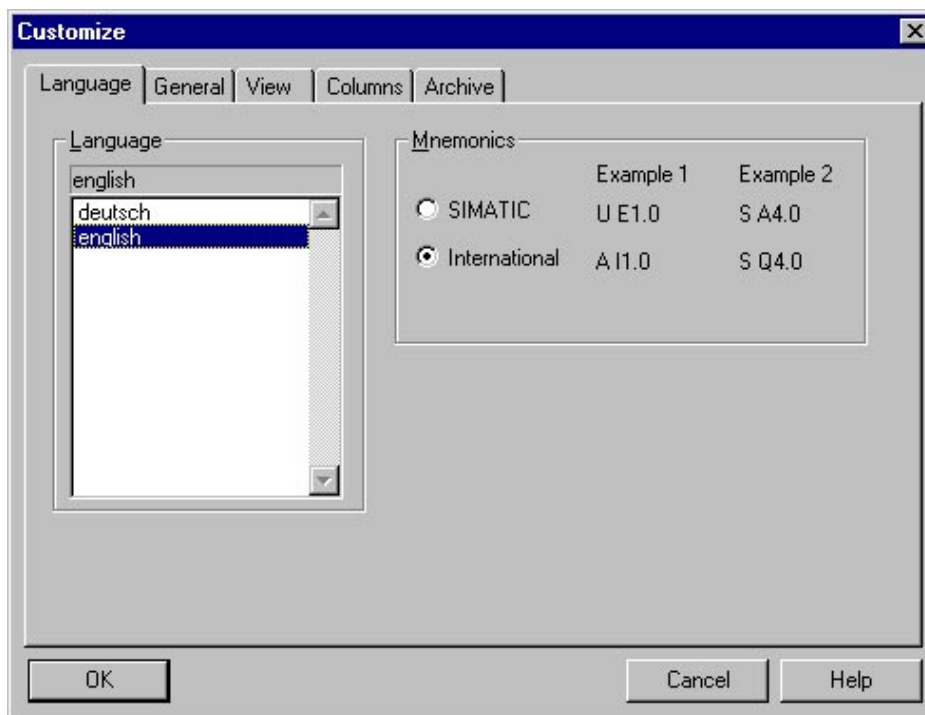 Customize
Language General View Columns Archive
Language
english
deutsch
english
Mnemonics
Example 1 Example 2
SIMATIC U E1.0 S A4.0
International A I1.0 S Q4.0
OK Cancel Help